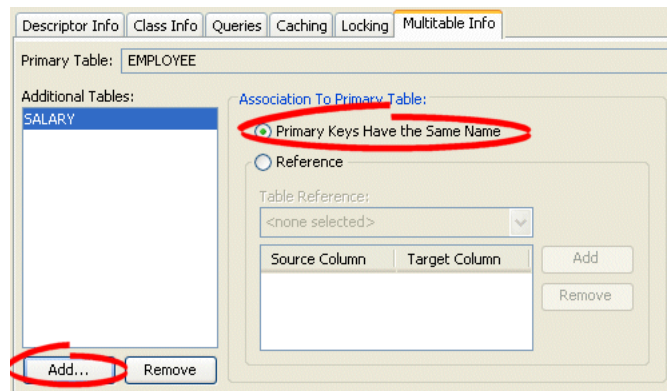 Descriptor Info Class Info Queries Caching Locking Multitable Info
Primary Table: EMPLOYEE
Additional Tables:
SALARY
Association To Primary Table:
Primary Keys Have the Same Name
Reference
Table Reference:
<none selected>
Source Column Target Column
Add
Remove
Add... Remove